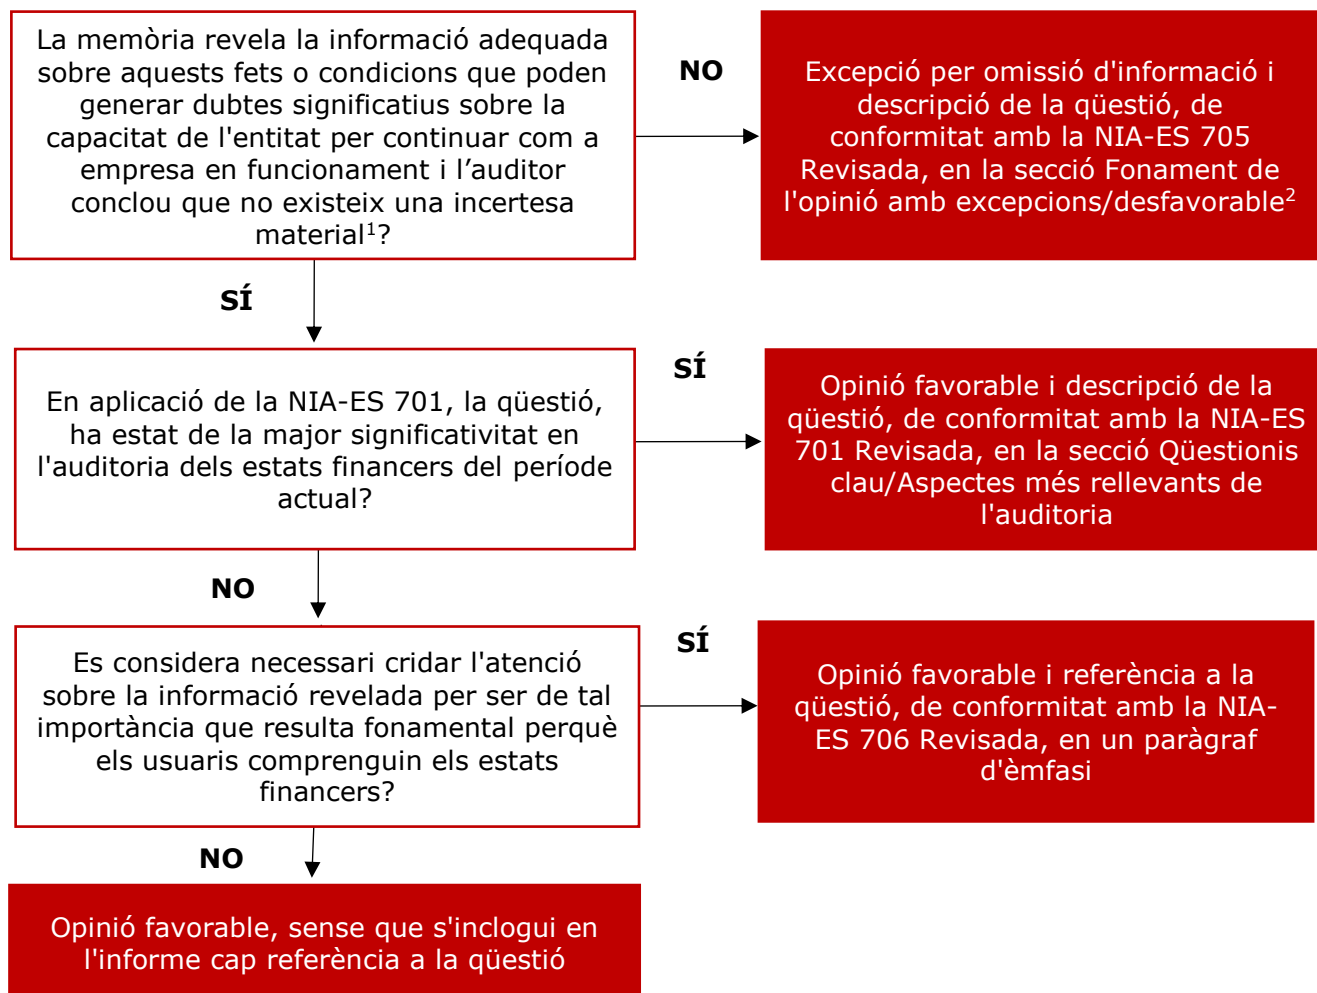 La memòria revela la informació adequada
sobre aquests fets o condicions que poden
generar dubtes significatius sobre la
capacitat de l'entitat per continuar com a
empresa en funcionament i l’auditor
conclou que no existeix una incertesa
material1?
NO
Excepció per omissió d'informació i
descripció de la qüestió, de
conformitat amb la NIA-ES 705
Revisada, en la secció Fonament de
l'opinió amb excepcions/desfavorable2
SÍ
En aplicació de la NIA-ES 701, la qüestió,
ha estat de la major significativitat en
l'auditoria dels estats financers del període
actual?
SÍ
Opinió favorable i descripció de la
qüestió, de conformitat amb la NIA-ES
701 Revisada, en la secció Qüestionis
clau/Aspectes més rellevants de
l'auditoria
NO
Es considera necessari cridar l'atenció
sobre la informació revelada per ser de tal
importància que resulta fonamental perquè
els usuaris comprenguin els estats
financers?
SÍ
Opinió favorable i referència a la
qüestió, de conformitat amb la NIA-
ES 706 Revisada, en un paràgraf
d'èmfasi
NO
Opinió favorable, sense que s'inclogui en
l'informe cap referència a la qüestió